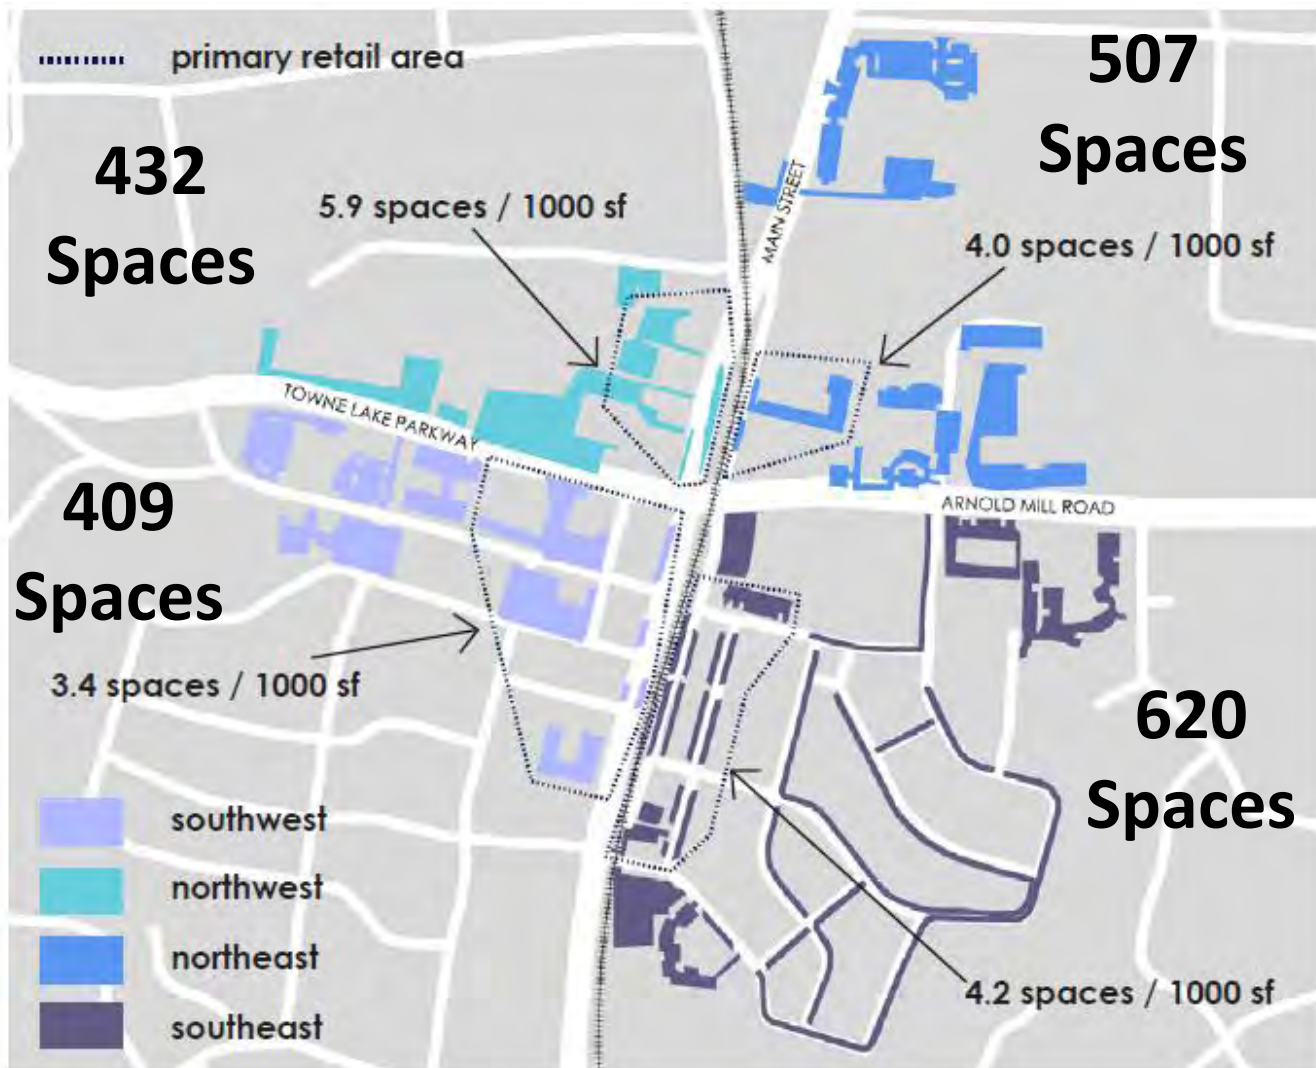 primary retail area
507
Spaces
432
Spaces
5.9 spaces / 1000 sf
MAIN STREET
4.0 spaces / 1000 sf
TOWNE LAKE PARKWAY
409
Spaces
ARNOLD MILL ROAD
3.4 spaces / 1000 sf
620
Spaces
southwest
northwest
northeast
southeast
4.2 spaces / 1000 sf